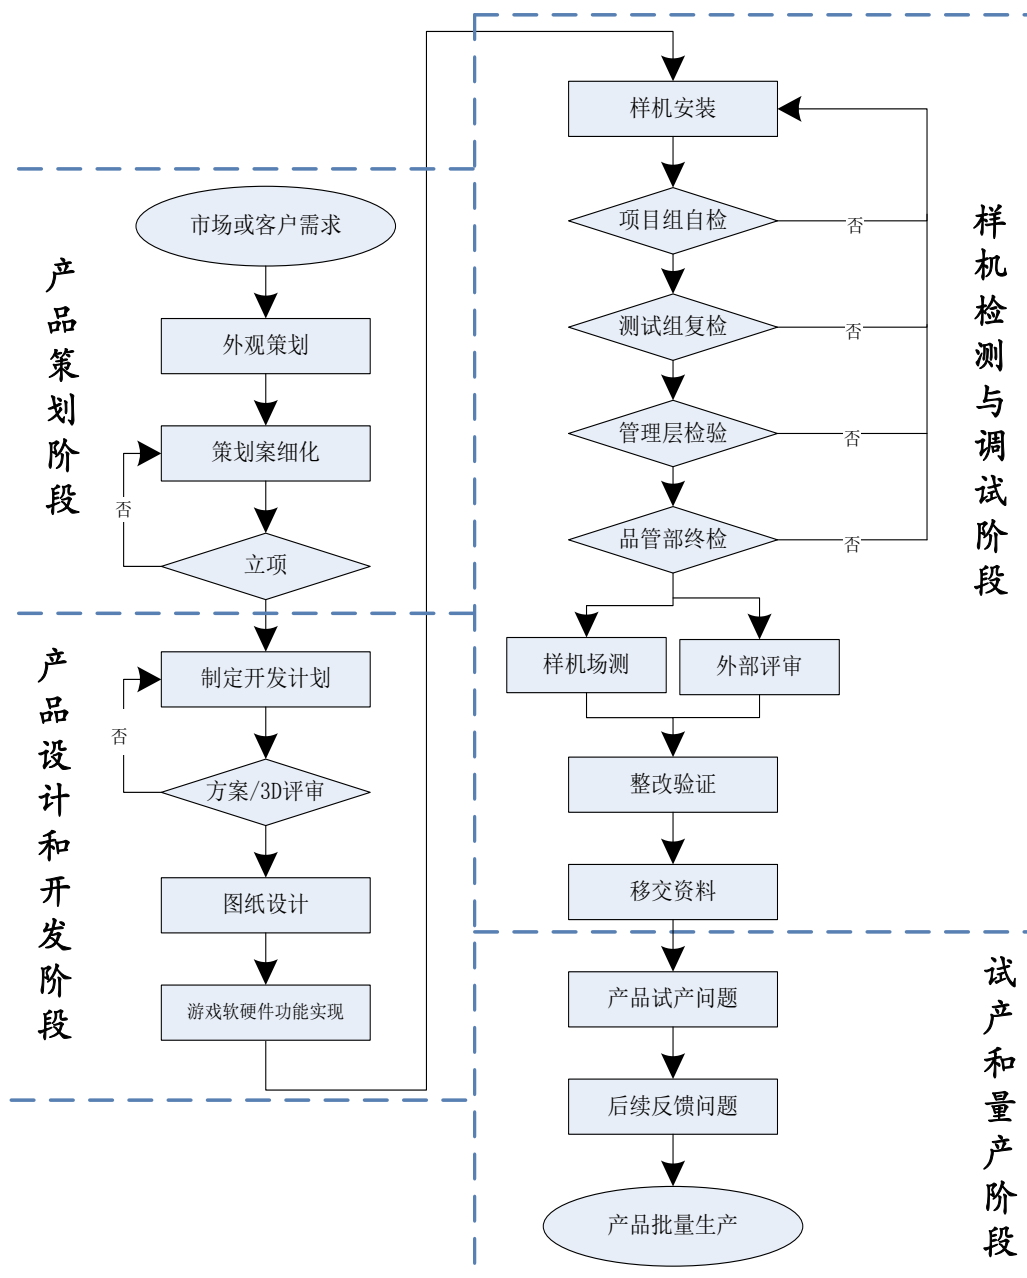 产品策划阶段
市场或客户需求
外观策划
策划案细化
否
立项
产品设计和开发阶段
制定开发计划
否
方案/3D评审
图纸设计
游戏软硬件功能实现
样机检测与调试阶段
样机安装
项目组自检
否
测试组复检
否
管理层检验
否
品管部终检
否
样机场测
外部评审
整改验证
移交资料
试产和量产阶段
产品试产问题
后续反馈问题
产品批量生产